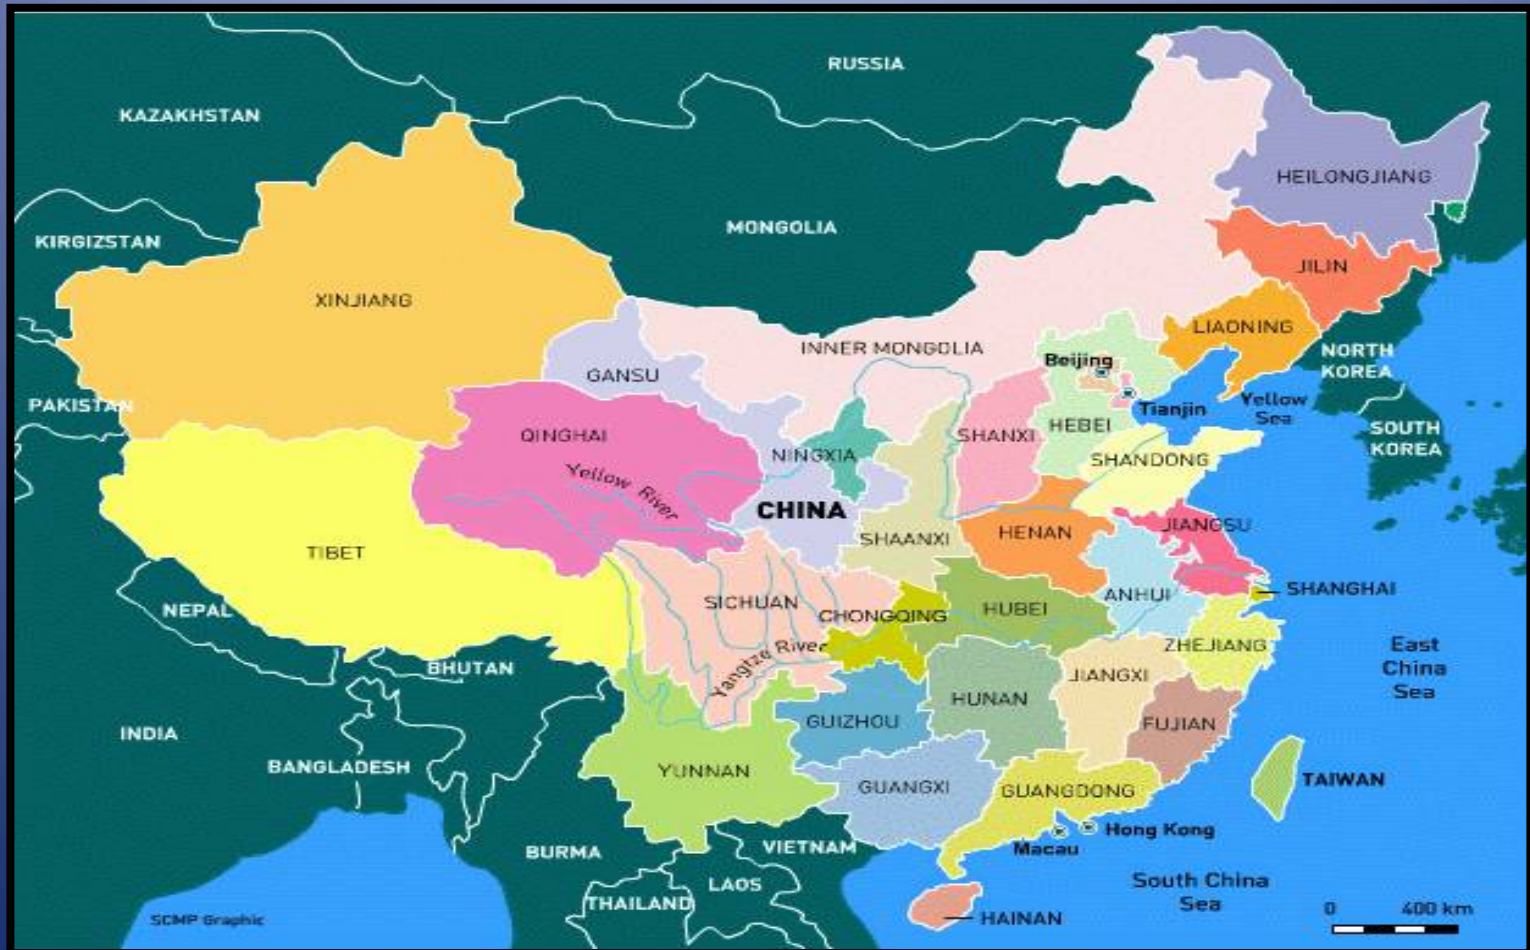 RUSSIA
KAZAKHSTAN
HEILONGJIANG
MONGOLIA
KIRGIZSTAN
JILIN
XINJIANG
LIAONING
INNER MONGOLIA
NORTH
KOREA
Beijing
GANSU
Yellow
Sea
PAKISTAN
Tianjin
HEBEI
SOUTH
KOREA
QINGHAI
SHANXI
NINGXIA
SHANDONG
Yellow River
CHINA
JIANGSU
HENAN
SHAANXI
TIBET
SHANGHAI
ANHUI
SICHUAN
HUBEI
NEPAL
CHONGQING
ZHEJIANG
East
China
Sea
Yangtze River
BHUTAN
JIANGXI
HUNAN
GUIZHOU
FUJIAN
INDIA
BANGLADESH
YUNNAN
TAIWAN
GUANGXI
GUANGDONG
Hong Kong
Macau
VIETNAM
BURMA
South China
Sea
LAOS
THAILAND
HAINAN
0 400 km
SCMP Graphic